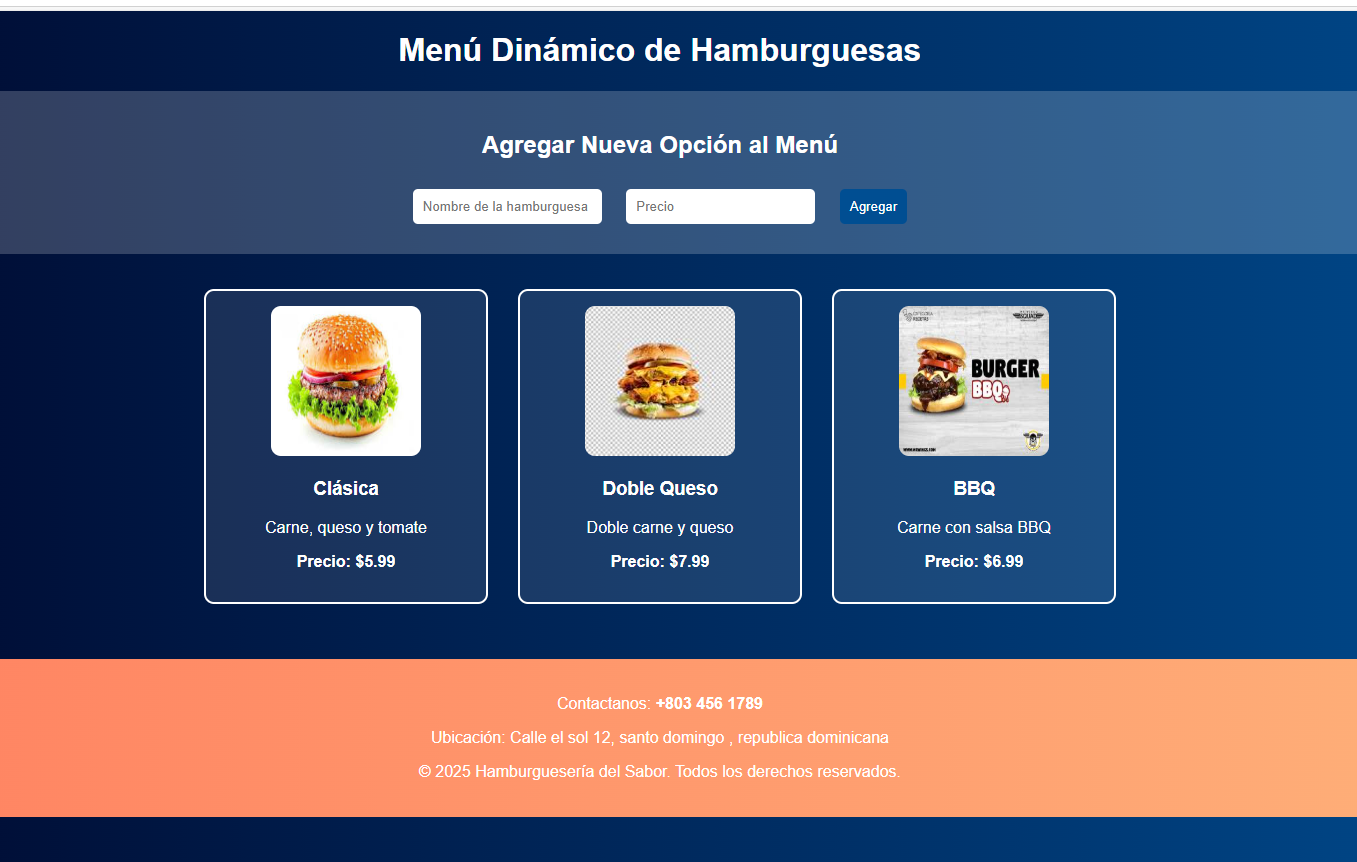 Menú Dinámico de Hamburguesas
Agregar Nueva Opción al Menú
Nombre de la hamburguesa
Precio
Agregar
BURGER
BBQ
Clásica
Carne, queso y tomate
Precio: $5.99
Doble Queso
Doble carne y queso
Precio: $7.99
BBQ
Carne con salsa BBQ
Precio: $6.99
Contactanos: +803 456 1789
Ubicación: Calle el sol 12, santo domingo , republica dominicana
© 2025 Hamburguesería del Sabor. Todos los derechos reservados.